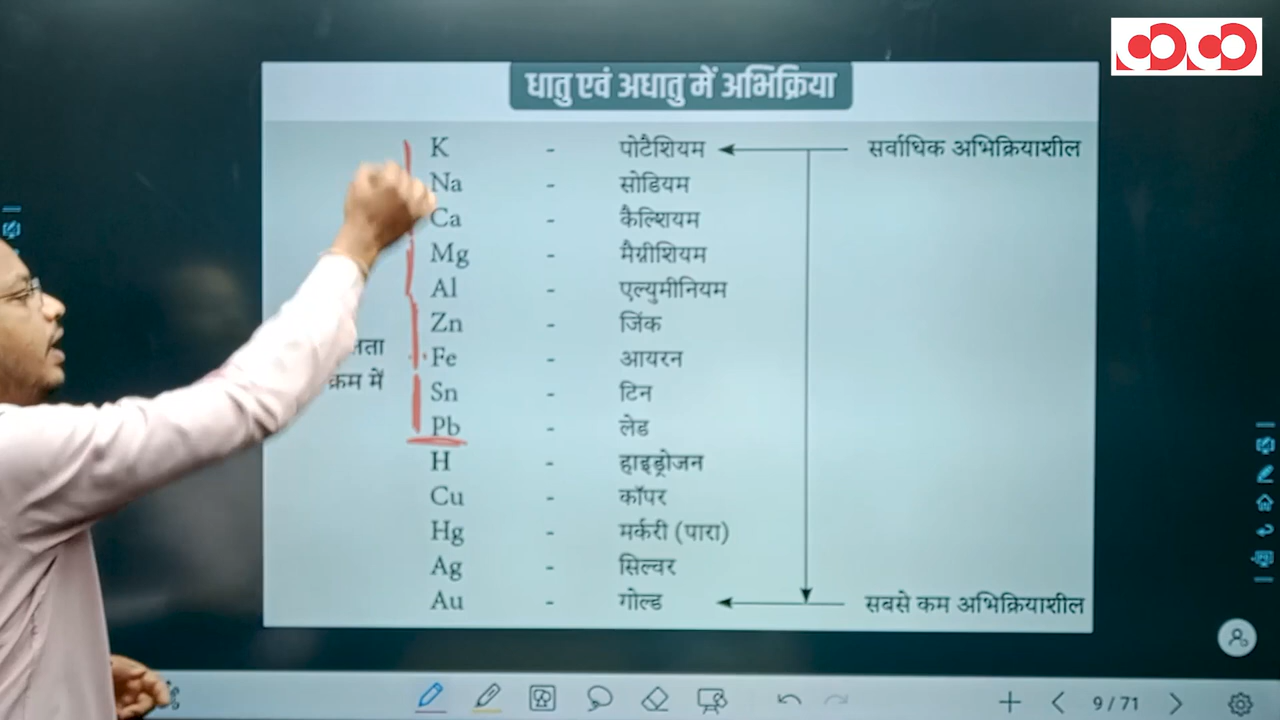 धातु एवं अधातु में अभिक्रिया
K - पोटैशियम सर्वाधिक अभिक्रियाशील
Na - सोडियम
Ca - कैल्शियम
Mg - मैग्नीशियम
Al - एल्युमीनियम
Zn - जिंक
Fe - आयरन
क्रम में
Sn - टिन
Pb - लेड
H - हाइड्रोजन
Cu - कॉपर
Hg - मर्करी (पारा)
Ag - सिल्वर
Au - गोल्ड सबसे कम अभिक्रियाशील
9 / 71